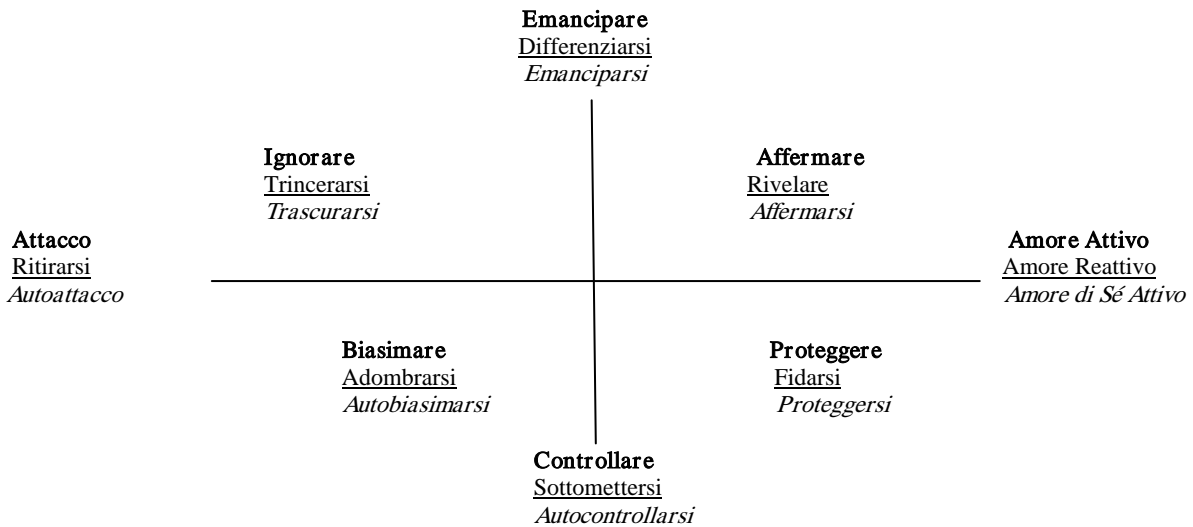 Emancipare
Differenziarsi
Emanciparsi
Ignorare
Trincerarsi
Trascurarsi
Affermare
Rivelare
Affermarsi
Attacco
Ritirarsi
Autoattacco
Amore Attivo
Amore Reattivo
Amore di Sé Attivo
Biasimare
Adombrarsi
Autobiasimarsi
Proteggere
Fidarsi
Proteggersi
Controllare
Sottomettersi
Autocontrollarsi